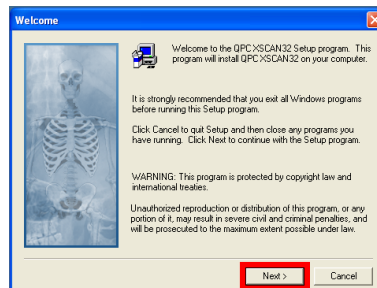 Welcome
Welcome to the QPC XSCAN32 Setup program. This
program will install QPC XSCAN32 on your computer.
It is strongly recommended that you exit all Windows programs
before running this Setup program.
Click Cancel to quit Setup and then close any programs you
have running. Click Next to continue with the Setup program.
WARNING: This program is protected by copyright law and
international treaties.
Unauthorized reproduction or distribution of this program, or any
portion of it, may result in severe civil and criminal penalties, and
will be prosecuted to the maximum extent possible under law.
Next >
Cancel